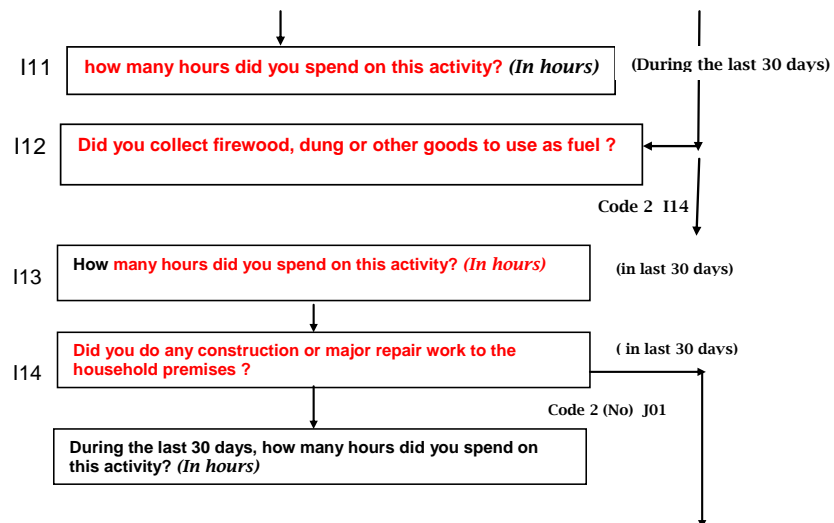 I11 how many hours did you spend on this activity? (In hours) (During the last 30 days)
I12 Did you collect firewood, dung or other goods to use as fuel ?
Code 2 I14
I13 How many hours did you spend on this activity? (In hours) (in last 30 days)
I14 Did you do any construction or major repair work to the
household premises ?
( in last 30 days)
Code 2 (No) J01
During the last 30 days, how many hours did you spend on
this activity? (In hours)